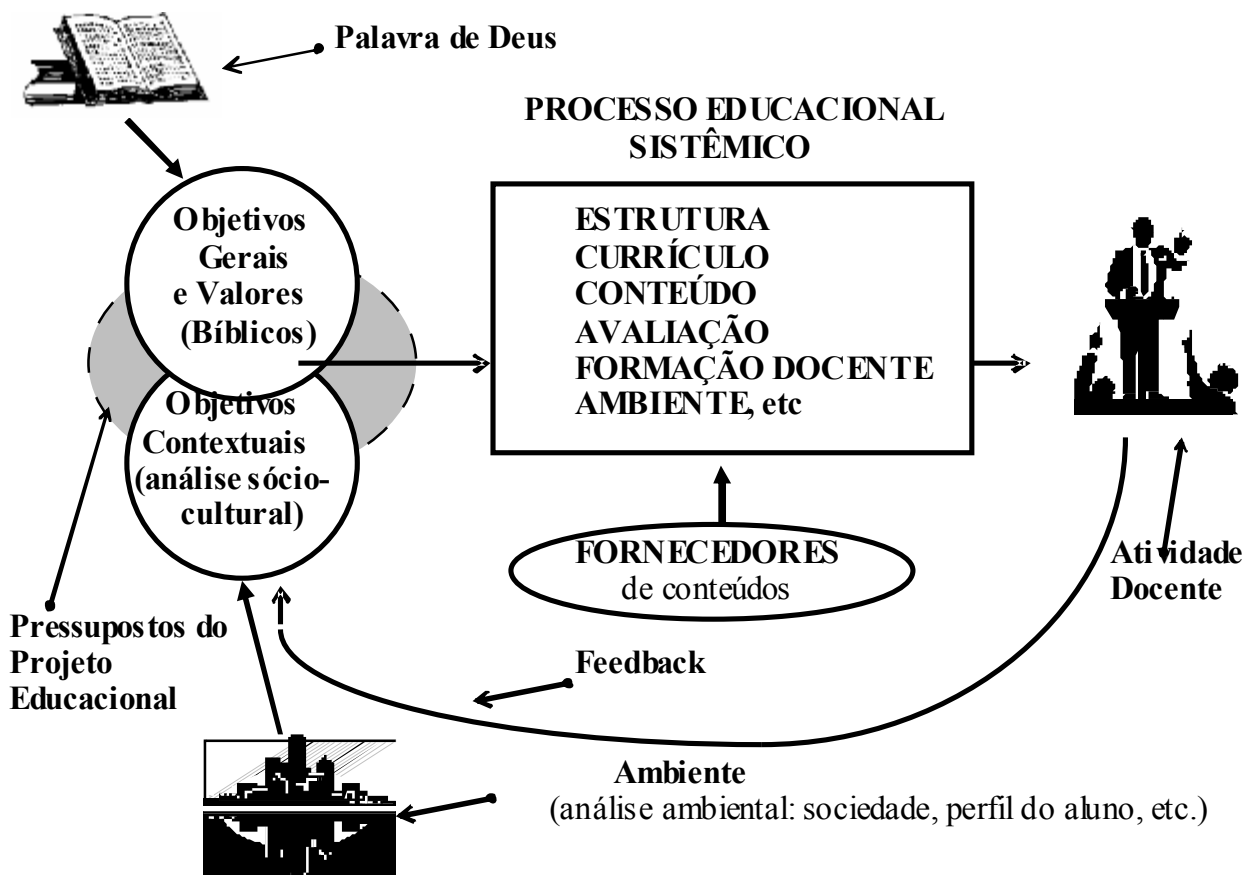 Palavra de Deus
PROCESSO EDUCACIONAL
SISTÊMICO
Objetivos
Gerais
e Valores
(Bíblicos)
Objetivos
Contextuais
(análise sócio-
cultural)
ESTRUTURA
CURRÍCULO
CONTEÚDO
AVALIAÇÃO
FORMAÇÃO DOCENTE
AMBIENTE, etc
FORNECEDORES
de conteúdos
Atividade
Docente
Pressupostos do
Projeto
Educacional
Feedback
Ambiente
(análise ambiental: sociedade, perfil do aluno, etc.)